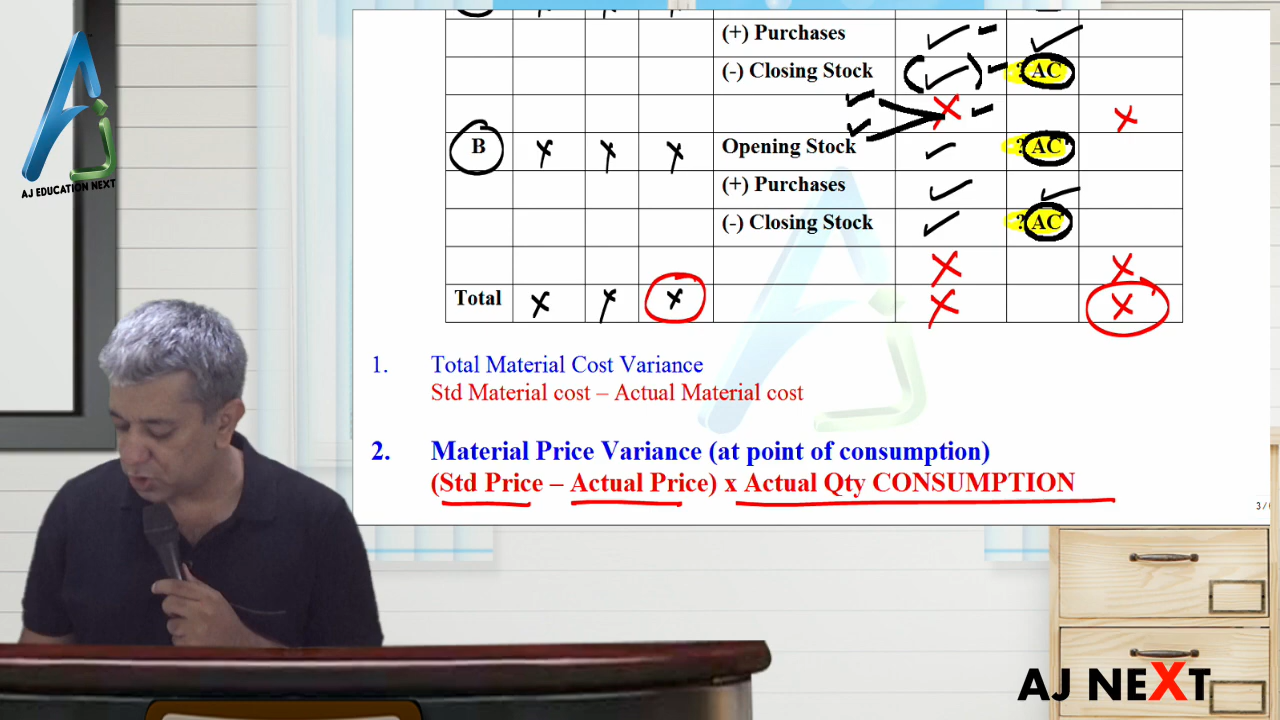 (+) Purchases
(-) Closing Stock ? AC
B Opening Stock ? AC
(+) Purchases
(-) Closing Stock ? AC
Total
1. Total Material Cost Variance
Std Material cost – Actual Material cost
2. Material Price Variance (at point of consumption)
(Std Price – Actual Price) x Actual Qty CONSUMPTION
AJ EDUCATION NEXT
AJ NEXT